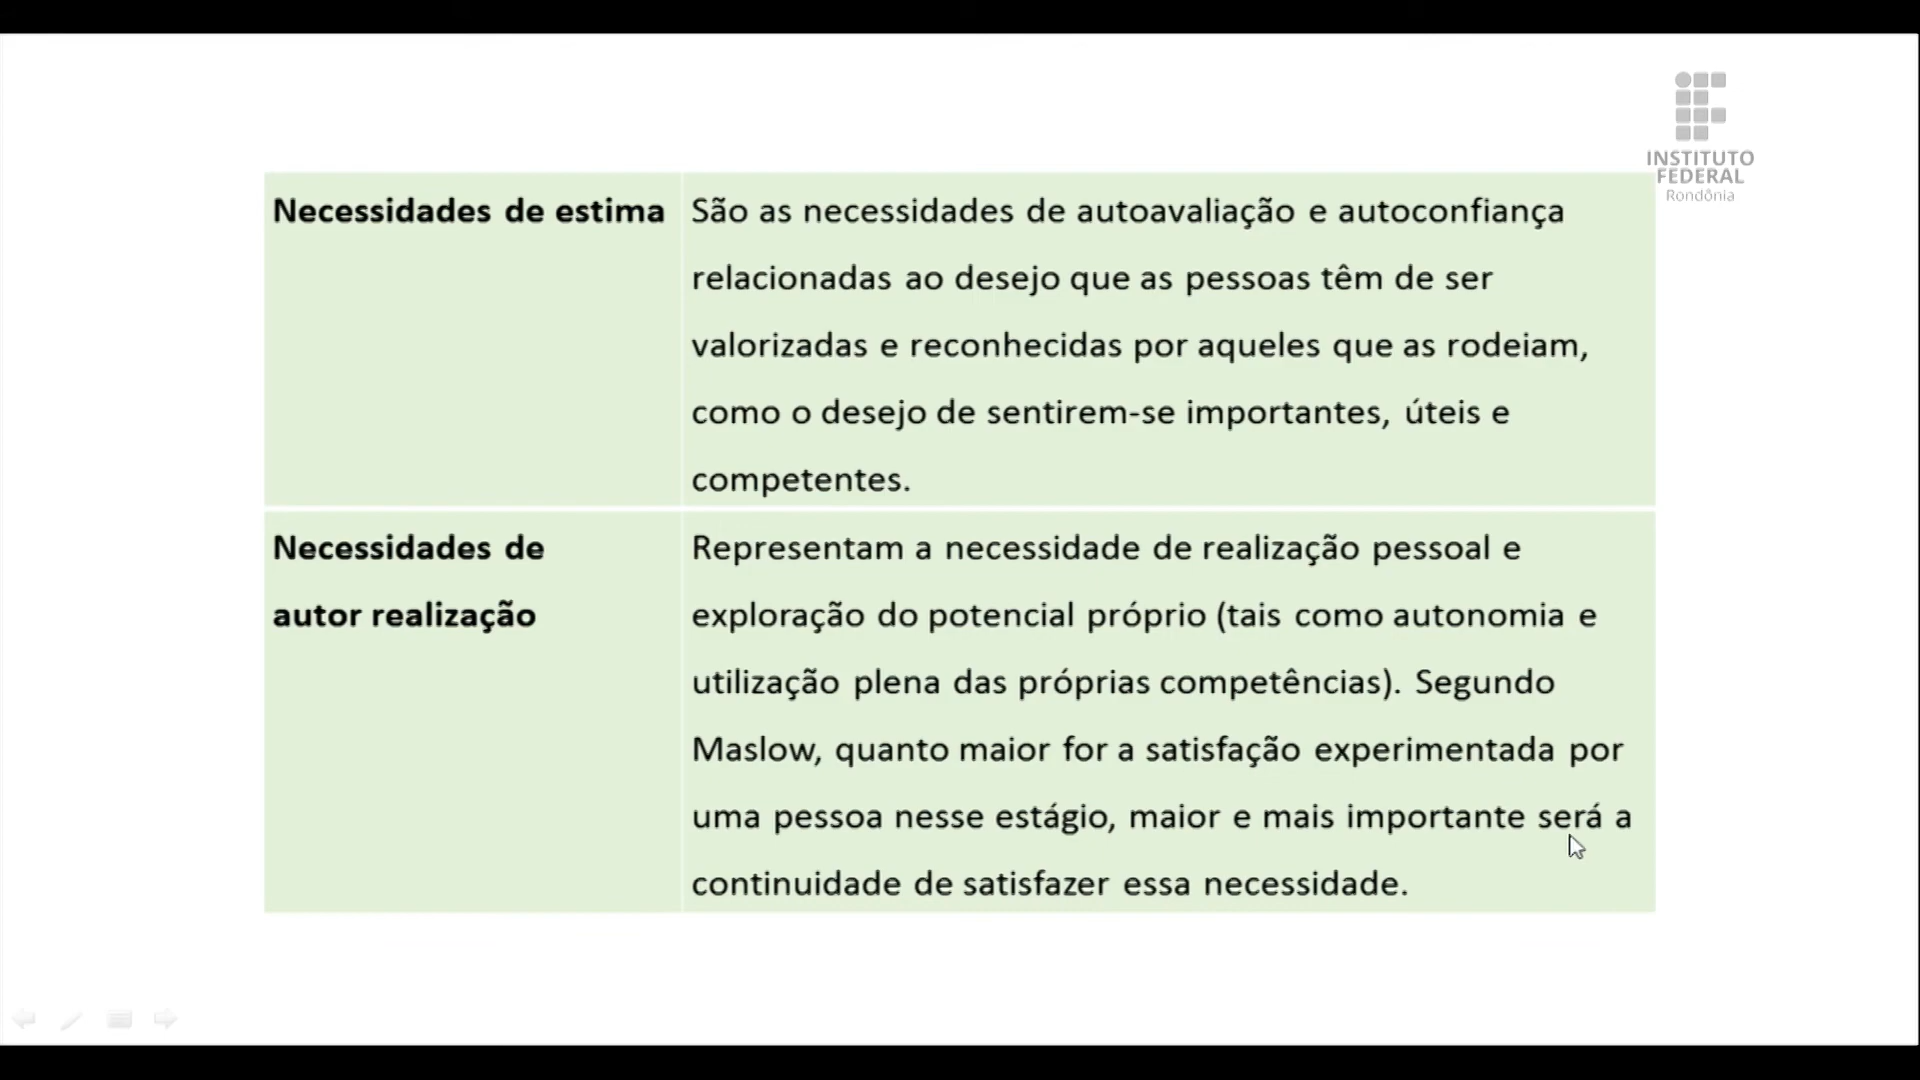 INSTITUTO
FEDERAL
Rondônia
Necessidades de estima
São as necessidades de autoavaliação e autoconfiança
relacionadas ao desejo que as pessoas têm de ser
valorizadas e reconhecidas por aqueles que as rodeiam,
como o desejo de sentirem-se importantes, úteis e
competentes.
Necessidades de
autor realização
Representam a necessidade de realização pessoal e
exploração do potencial próprio (tais como autonomia e
utilização plena das próprias competências). Segundo
Maslow, quanto maior for a satisfação experimentada por
uma pessoa nesse estágio, maior e mais importante será a
continuidade de satisfazer essa necessidade.